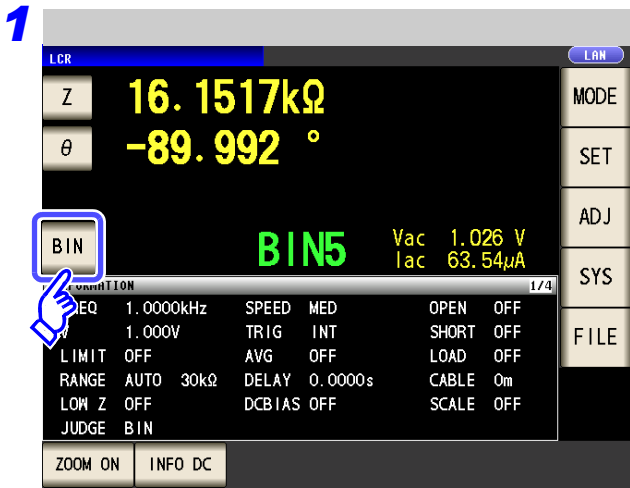 1
LCR LAN
Z 16.1517kΩ MODE
θ -89.992 ° SET
ADJ
BIN BIN5 Vac 1.026 V
Iac 63.54μA SYS
1/4
1.0000kHz SPEED MED OPEN OFF
V 1.000V TRIG INT SHORT OFF FILE
LIMIT OFF AVG OFF LOAD OFF
RANGE AUTO 30kΩ DELAY 0.0000s CABLE 0m
LOW Z OFF DCBIAS OFF SCALE OFF
JUDGE BIN
ZOOM ON INFO DC